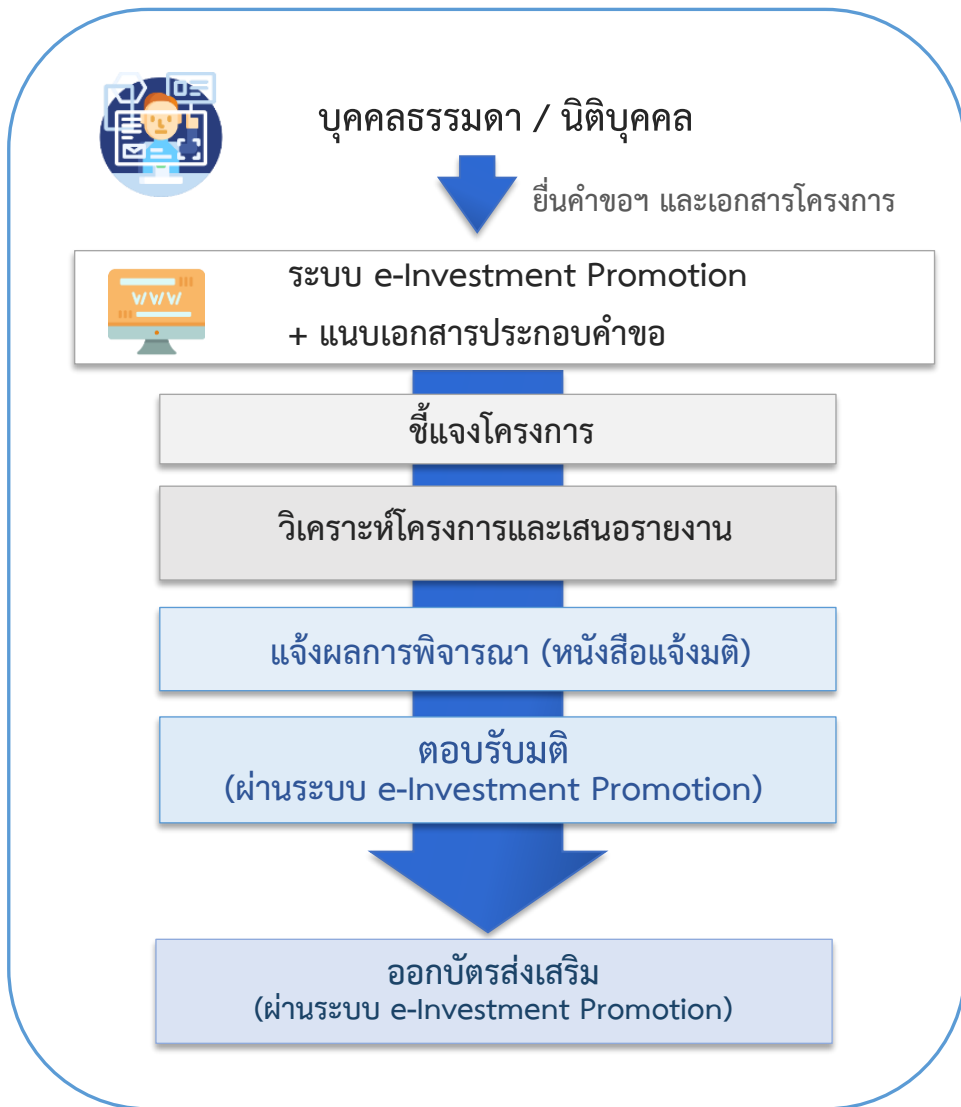 บุคคลธรรมดา / นิติบุคคล
ยื่นคำขอฯ และเอกสารโครงการ
ระบบ e-Investment Promotion
WWW
+ แนบเอกสารประกอบคำขอ
ชี้แจงโครงการ
วิเคราะห์โครงการและเสนอรายงาน
แจ้งผลการพิจารณา (หนังสือแจ้งมติ)
ตอบรับมติ
(ผ่านระบบ e-Investment Promotion)
ออกบัตรส่งเสริม
(ผ่านระบบ e-Investment Promotion)